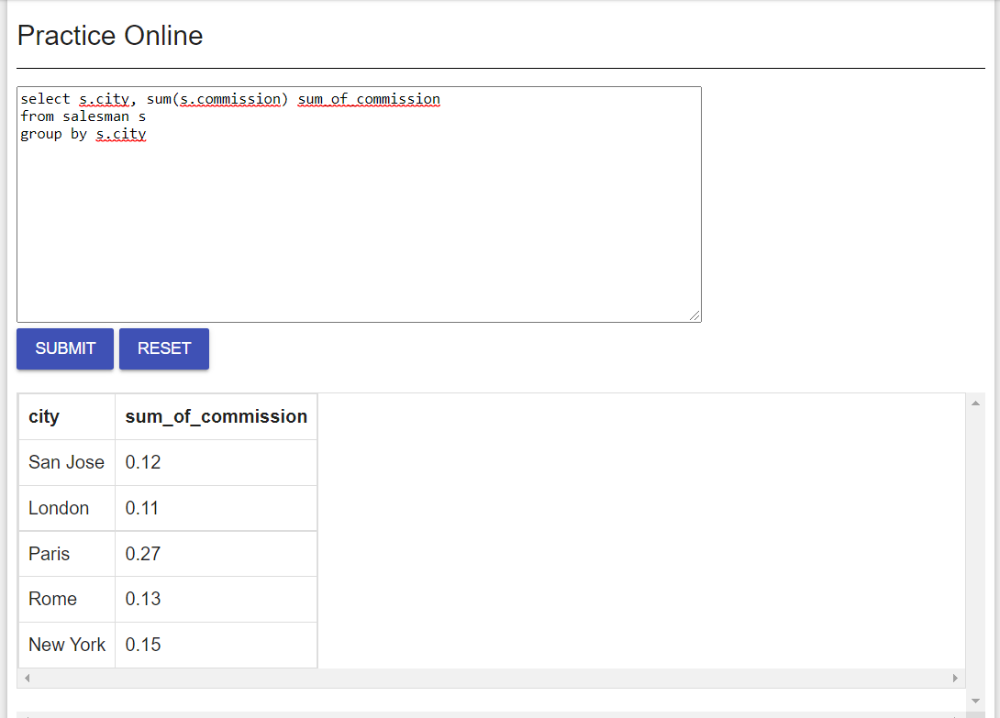 Practice Online
select s.city, sum(s.commission) sum_of_commission
from salesman s
group by s.city
SUBMIT RESET
city sum_of_commission
San Jose 0.12
London 0.11
Paris 0.27
Rome 0.13
New York 0.15